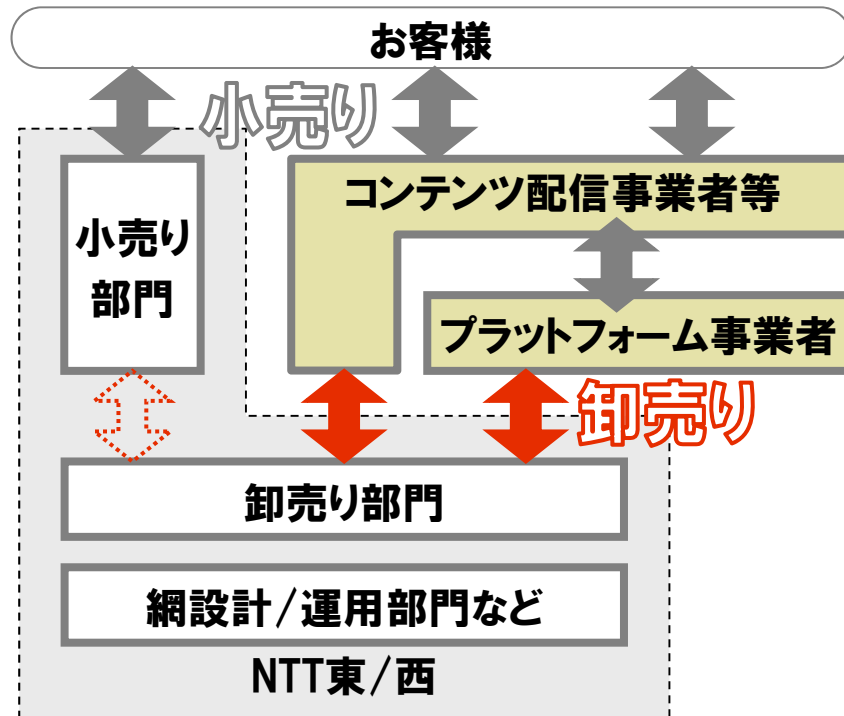 お客様
小売り
コンテンツ配信事業者等
小売り
部門
プラットフォーム事業者
卸売り
卸売り部門
網設計/運用部門など
NTT東/西